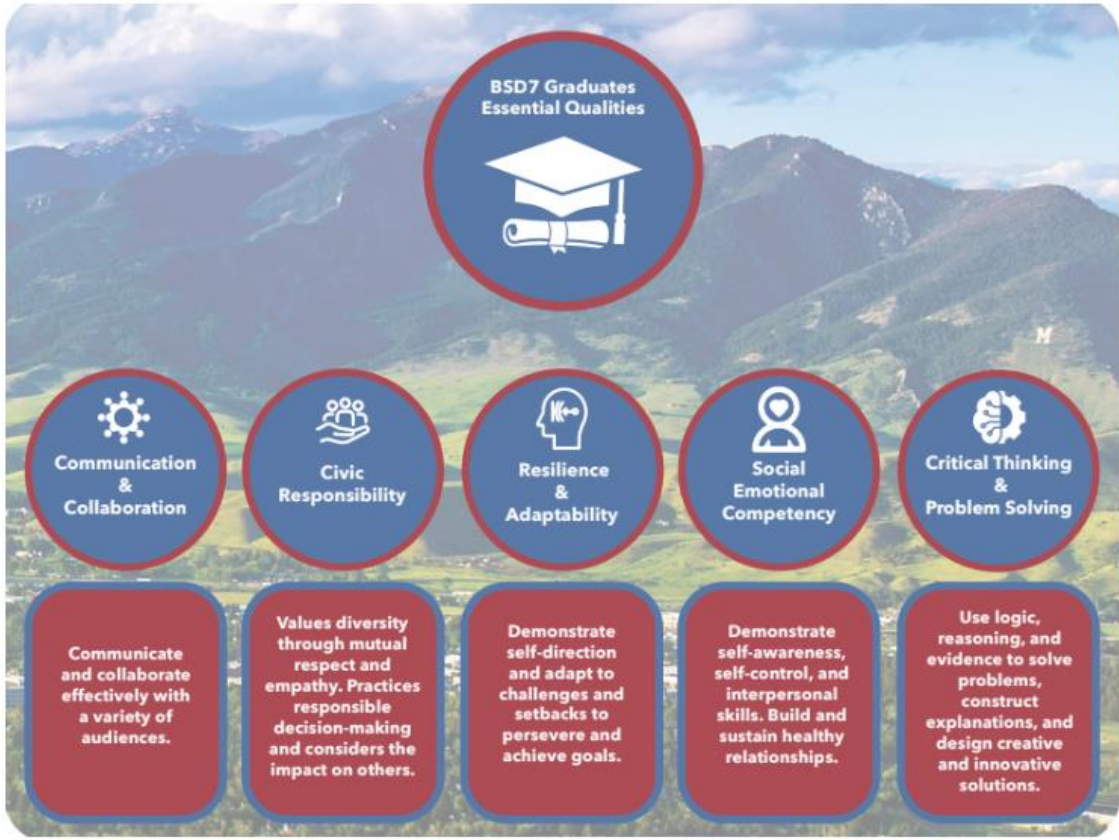 BSD7 Graduates
Essential Qualities
M
Communication
&
Collaboration
Civic
Responsibility
Resilience
&
Adaptability
Social
Emotional
Competency
Critical Thinking
&
Problem Solving
Communicate
and collaborate
effectively with
a variety of
audiences.
Values diversity
through mutual
respect and
empathy. Practices
responsible
decision-making
and considers the
impact on others.
Demonstrate
self-direction
and adapt to
challenges and
setbacks to
persevere and
achieve goals.
Demonstrate
self-awareness,
self-control, and
interpersonal
skills. Build and
sustain healthy
relationships.
Use logic,
reasoning, and
evidence to solve
problems,
construct
explanations, and
design creative
and innovative
solutions.